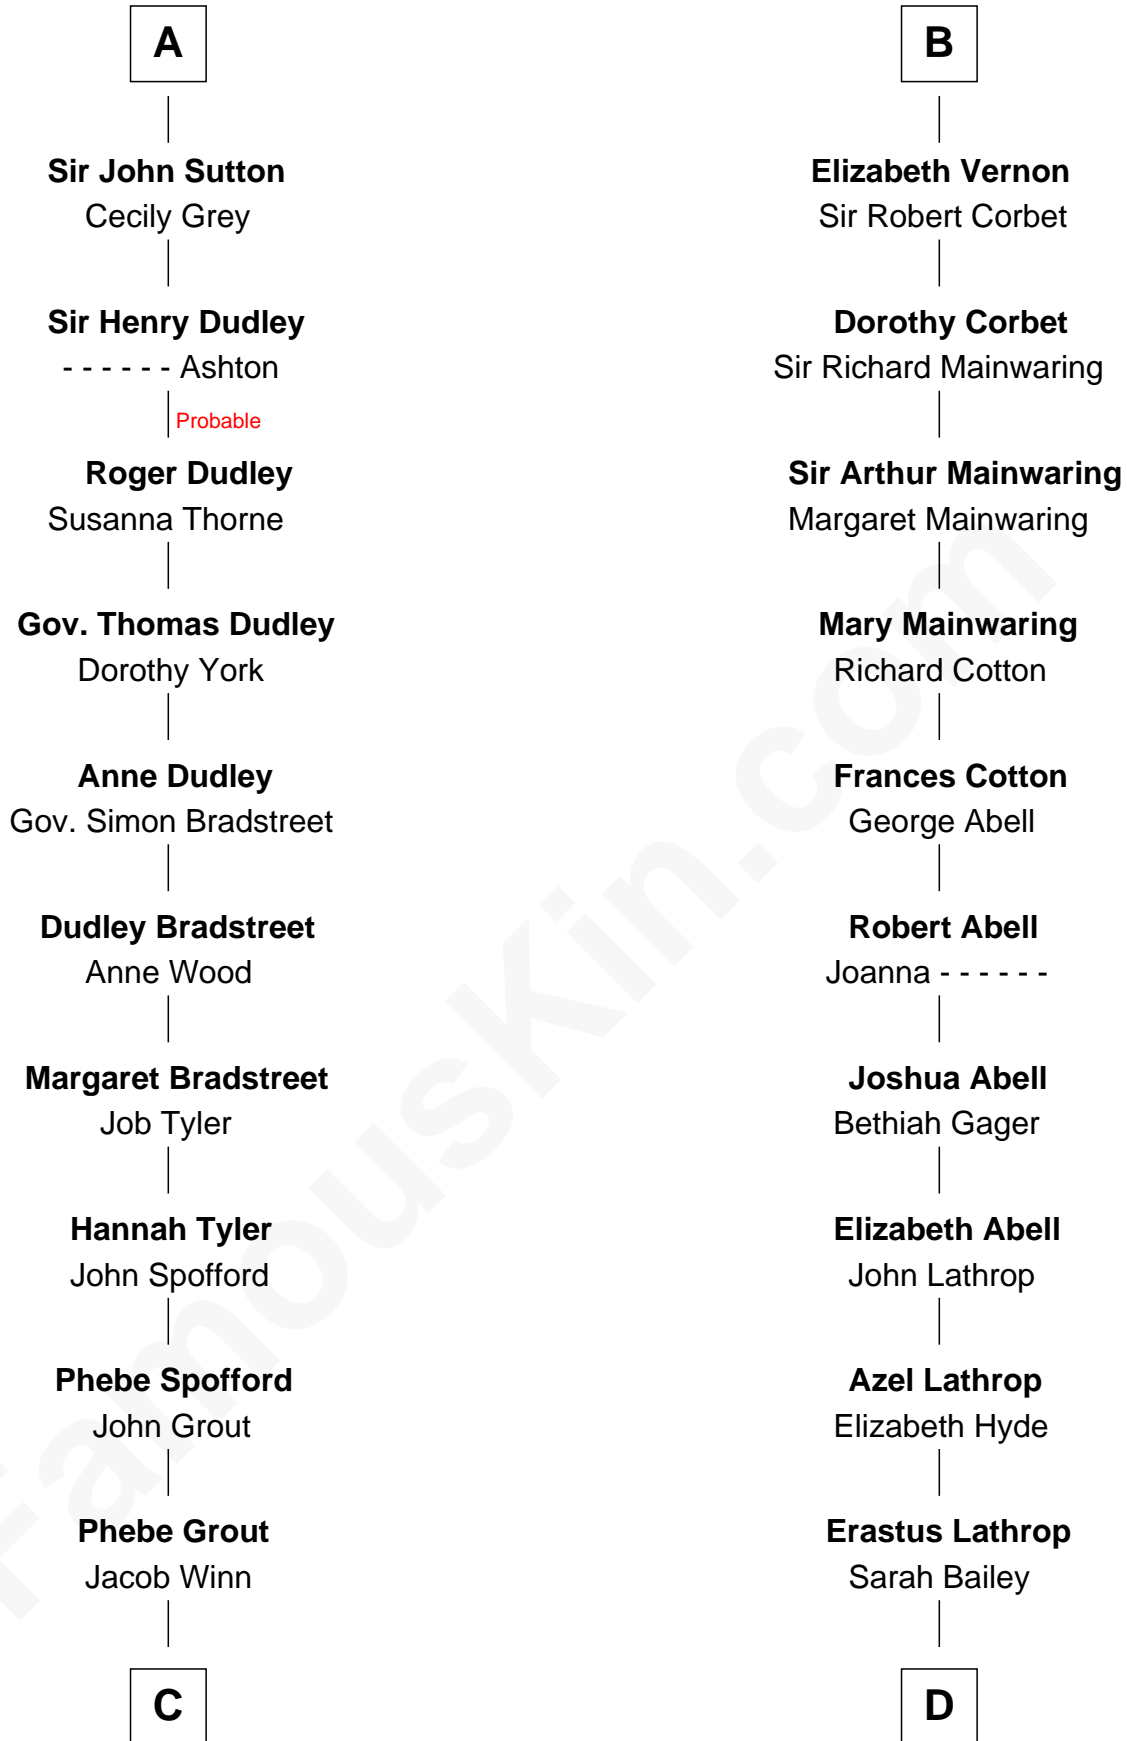 A
Sir John Sutton
Cecily Grey
Sir Henry Dudley
- - - - - - Ashton
Probable
Roger Dudley
Susanna Thorne
Gov. Thomas Dudley
Dorothy York
Anne Dudley
Gov. Simon Bradstreet
Dudley Bradstreet
Anne Wood
Margaret Bradstreet
Job Tyler
Hannah Tyler
John Spofford
Phebe Spofford
John Grout
Phebe Grout
Jacob Winn
C
B
Elizabeth Vernon
Sir Robert Corbet
Dorothy Corbet
Sir Richard Mainwaring
Sir Arthur Mainwaring
Margaret Mainwaring
Mary Mainwaring
Richard Cotton
Frances Cotton
George Abell
Robert Abell
Joanna - - - - - -
Joshua Abell
Bethiah Gager
Elizabeth Abell
John Lathrop
Azel Lathrop
Elizabeth Hyde
Erastus Lathrop
Sarah Bailey
D
FamousKin.com